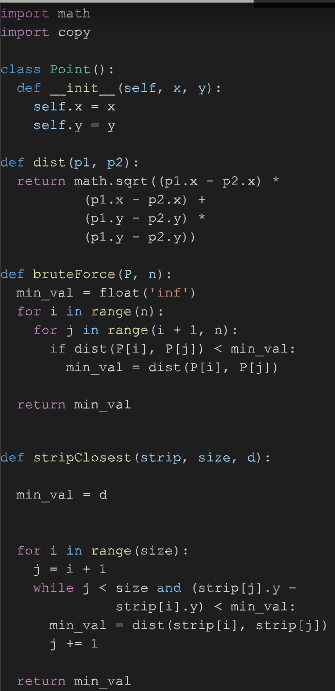 import math
import copy
class Point():
def __init__(self, x, y):
self.x = x
self.y = y
def dist(p1, p2):
return math.sqrt((p1.x - p2.x) *
(p1.x - p2.x) +
(p1.y - p2.y) *
(p1.y - p2.y))
def bruteForce(P, n):
min_val = float('inf')
for i in range(n):
for j in range(i + 1, n):
if dist(P[i], P[j]) < min_val:
min_val = dist(P[i], P[j])
return min_val
def stripClosest(strip, size, d):
min_val = d
for i in range(size):
j = i + 1
while j < size and (strip[j].y -
strip[i].y) < min_val:
min_val = dist(strip[i], strip[j])
j += 1
return min_val